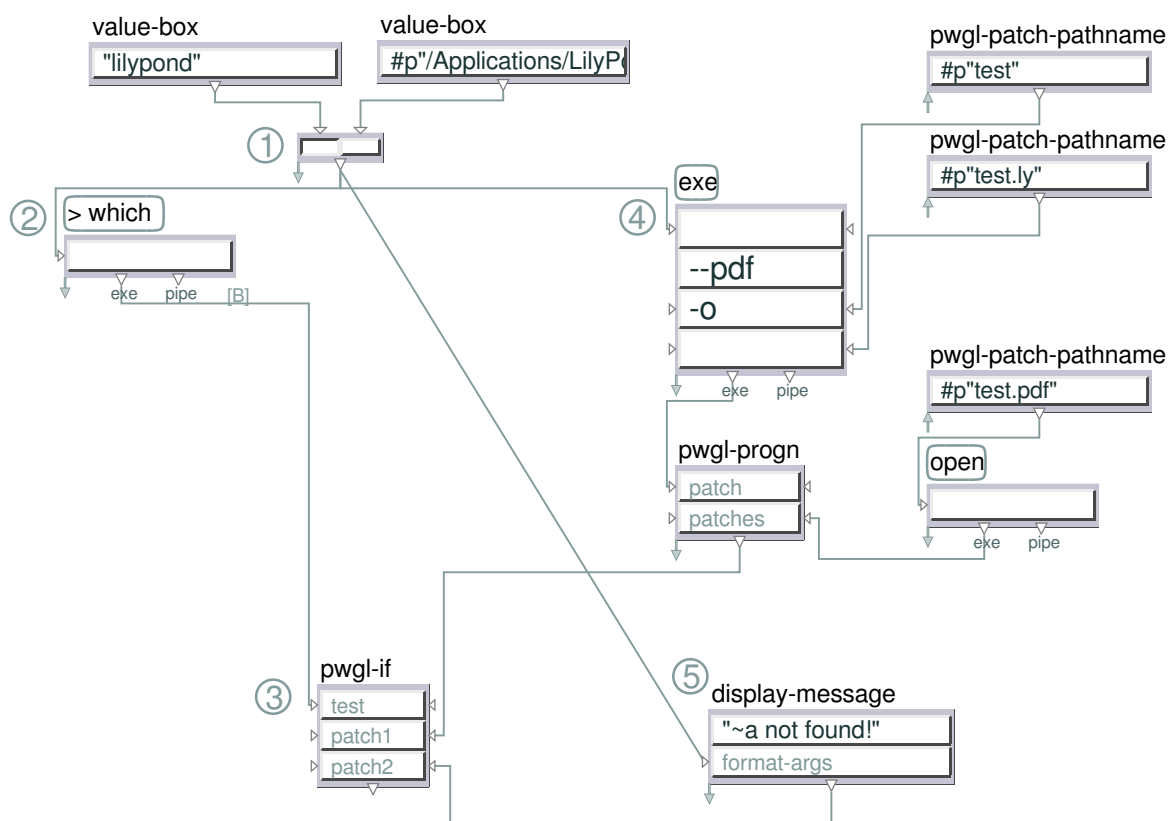 value-box
"lilypond"
value-box
#p"/Applications/LilyP
pwgl-patch-pathname
#p"test"
pwgl-patch-pathname
#p"test.ly"
1
2
> which
exe pipe [B]
exe
4
--pdf
-o
exe pipe
pwgl-patch-pathname
#p"test.pdf"
open
exe pipe
pwgl-progn
patch
patches
pwgl-if
3
test
patch1
patch2
5
display-message
"~a not found!"
format-args